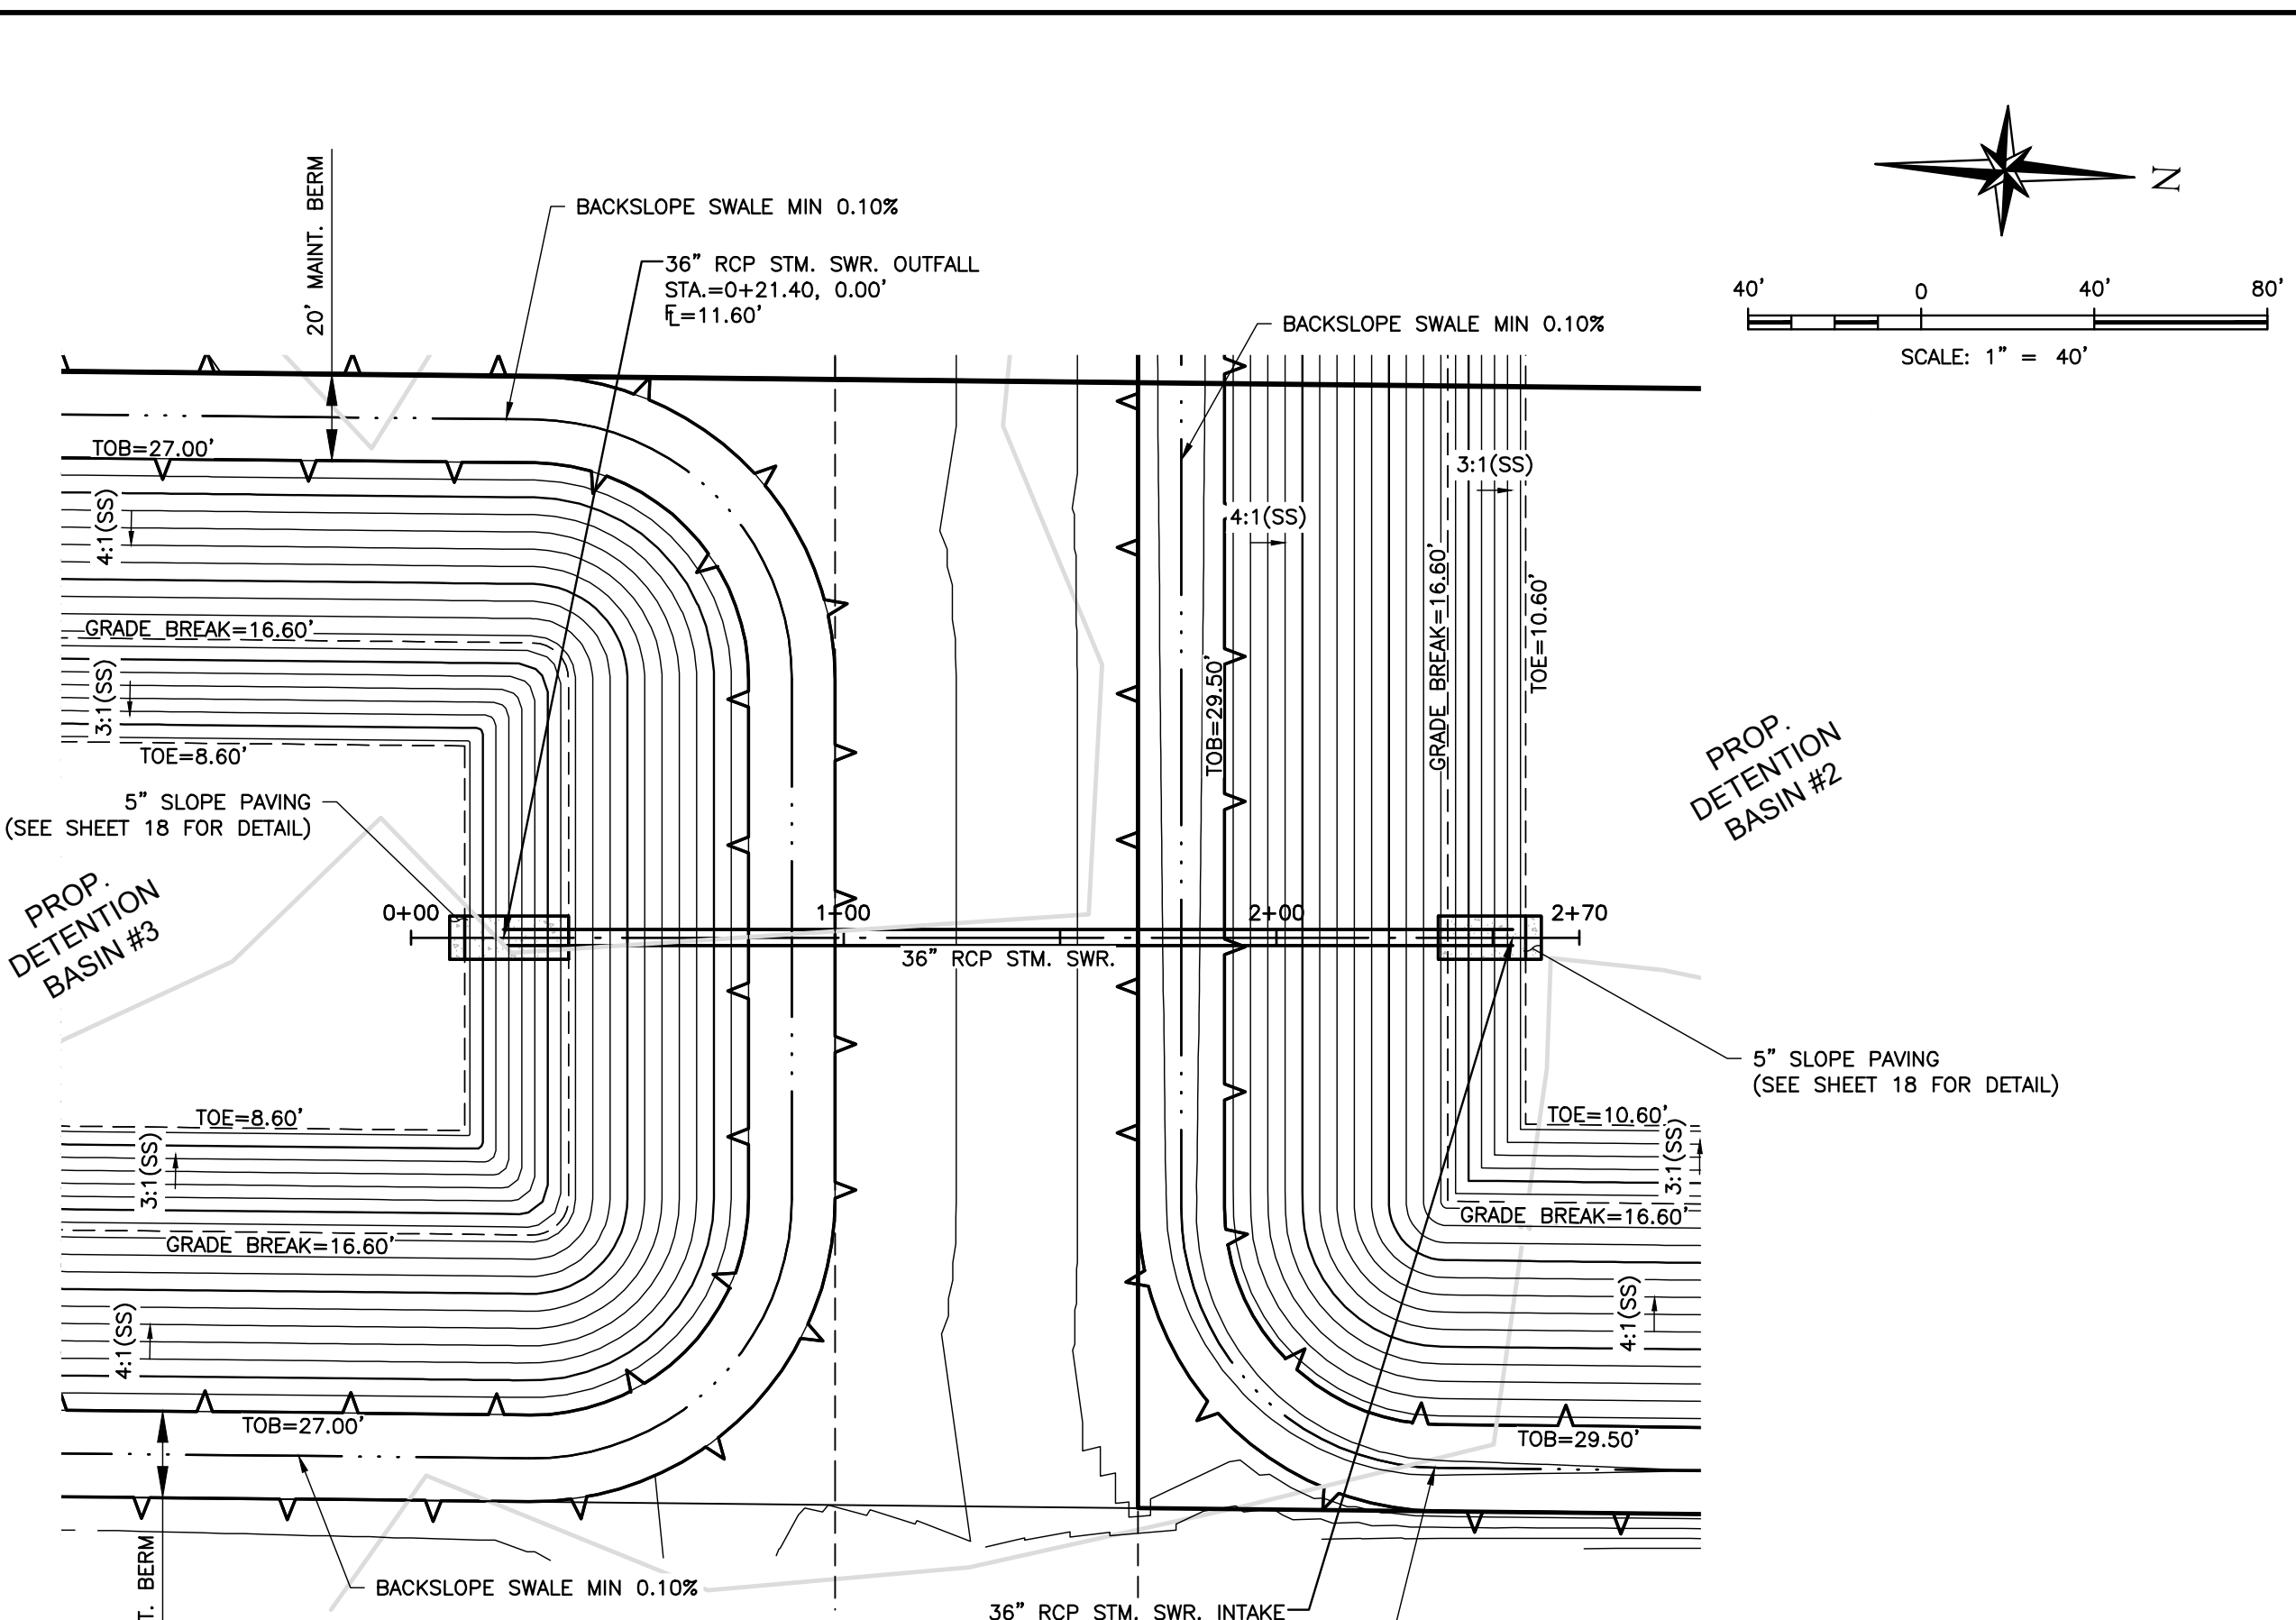 N
40' 0 40' 80'
SCALE: 1" = 40'
20' MAINT. BERM
BACKSLOPE SWALE MIN 0.10%
36" RCP STM. SWR. OUTFALL
STA.=0+21.40, 0.00'
FL=11.60'
BACKSLOPE SWALE MIN 0.10%
TOB=27.00'
4:1(SS)
GRADE BREAK=16.60'
3:1(SS)
TOE=8.60'
5" SLOPE PAVING
(SEE SHEET 18 FOR DETAIL)
PROP.
DETENTION
BASIN #3
0+00
1+00
2+00
2+70
36" RCP STM. SWR.
3:1(SS)
4:1(SS)
TOB=29.50'
GRADE BREAK=16.60'
TOE=10.60'
PROP.
DETENTION
BASIN #2
5" SLOPE PAVING
(SEE SHEET 18 FOR DETAIL)
TOE=8.60'
3:1(SS)
GRADE BREAK=16.60'
4:1(SS)
TOB=27.00'
TOE=10.60'
3:1(SS)
GRADE BREAK=16.60'
4:1(SS)
TOB=29.50'
T. BERM
BACKSLOPE SWALE MIN 0.10%
36" RCP STM. SWR. INTAKE